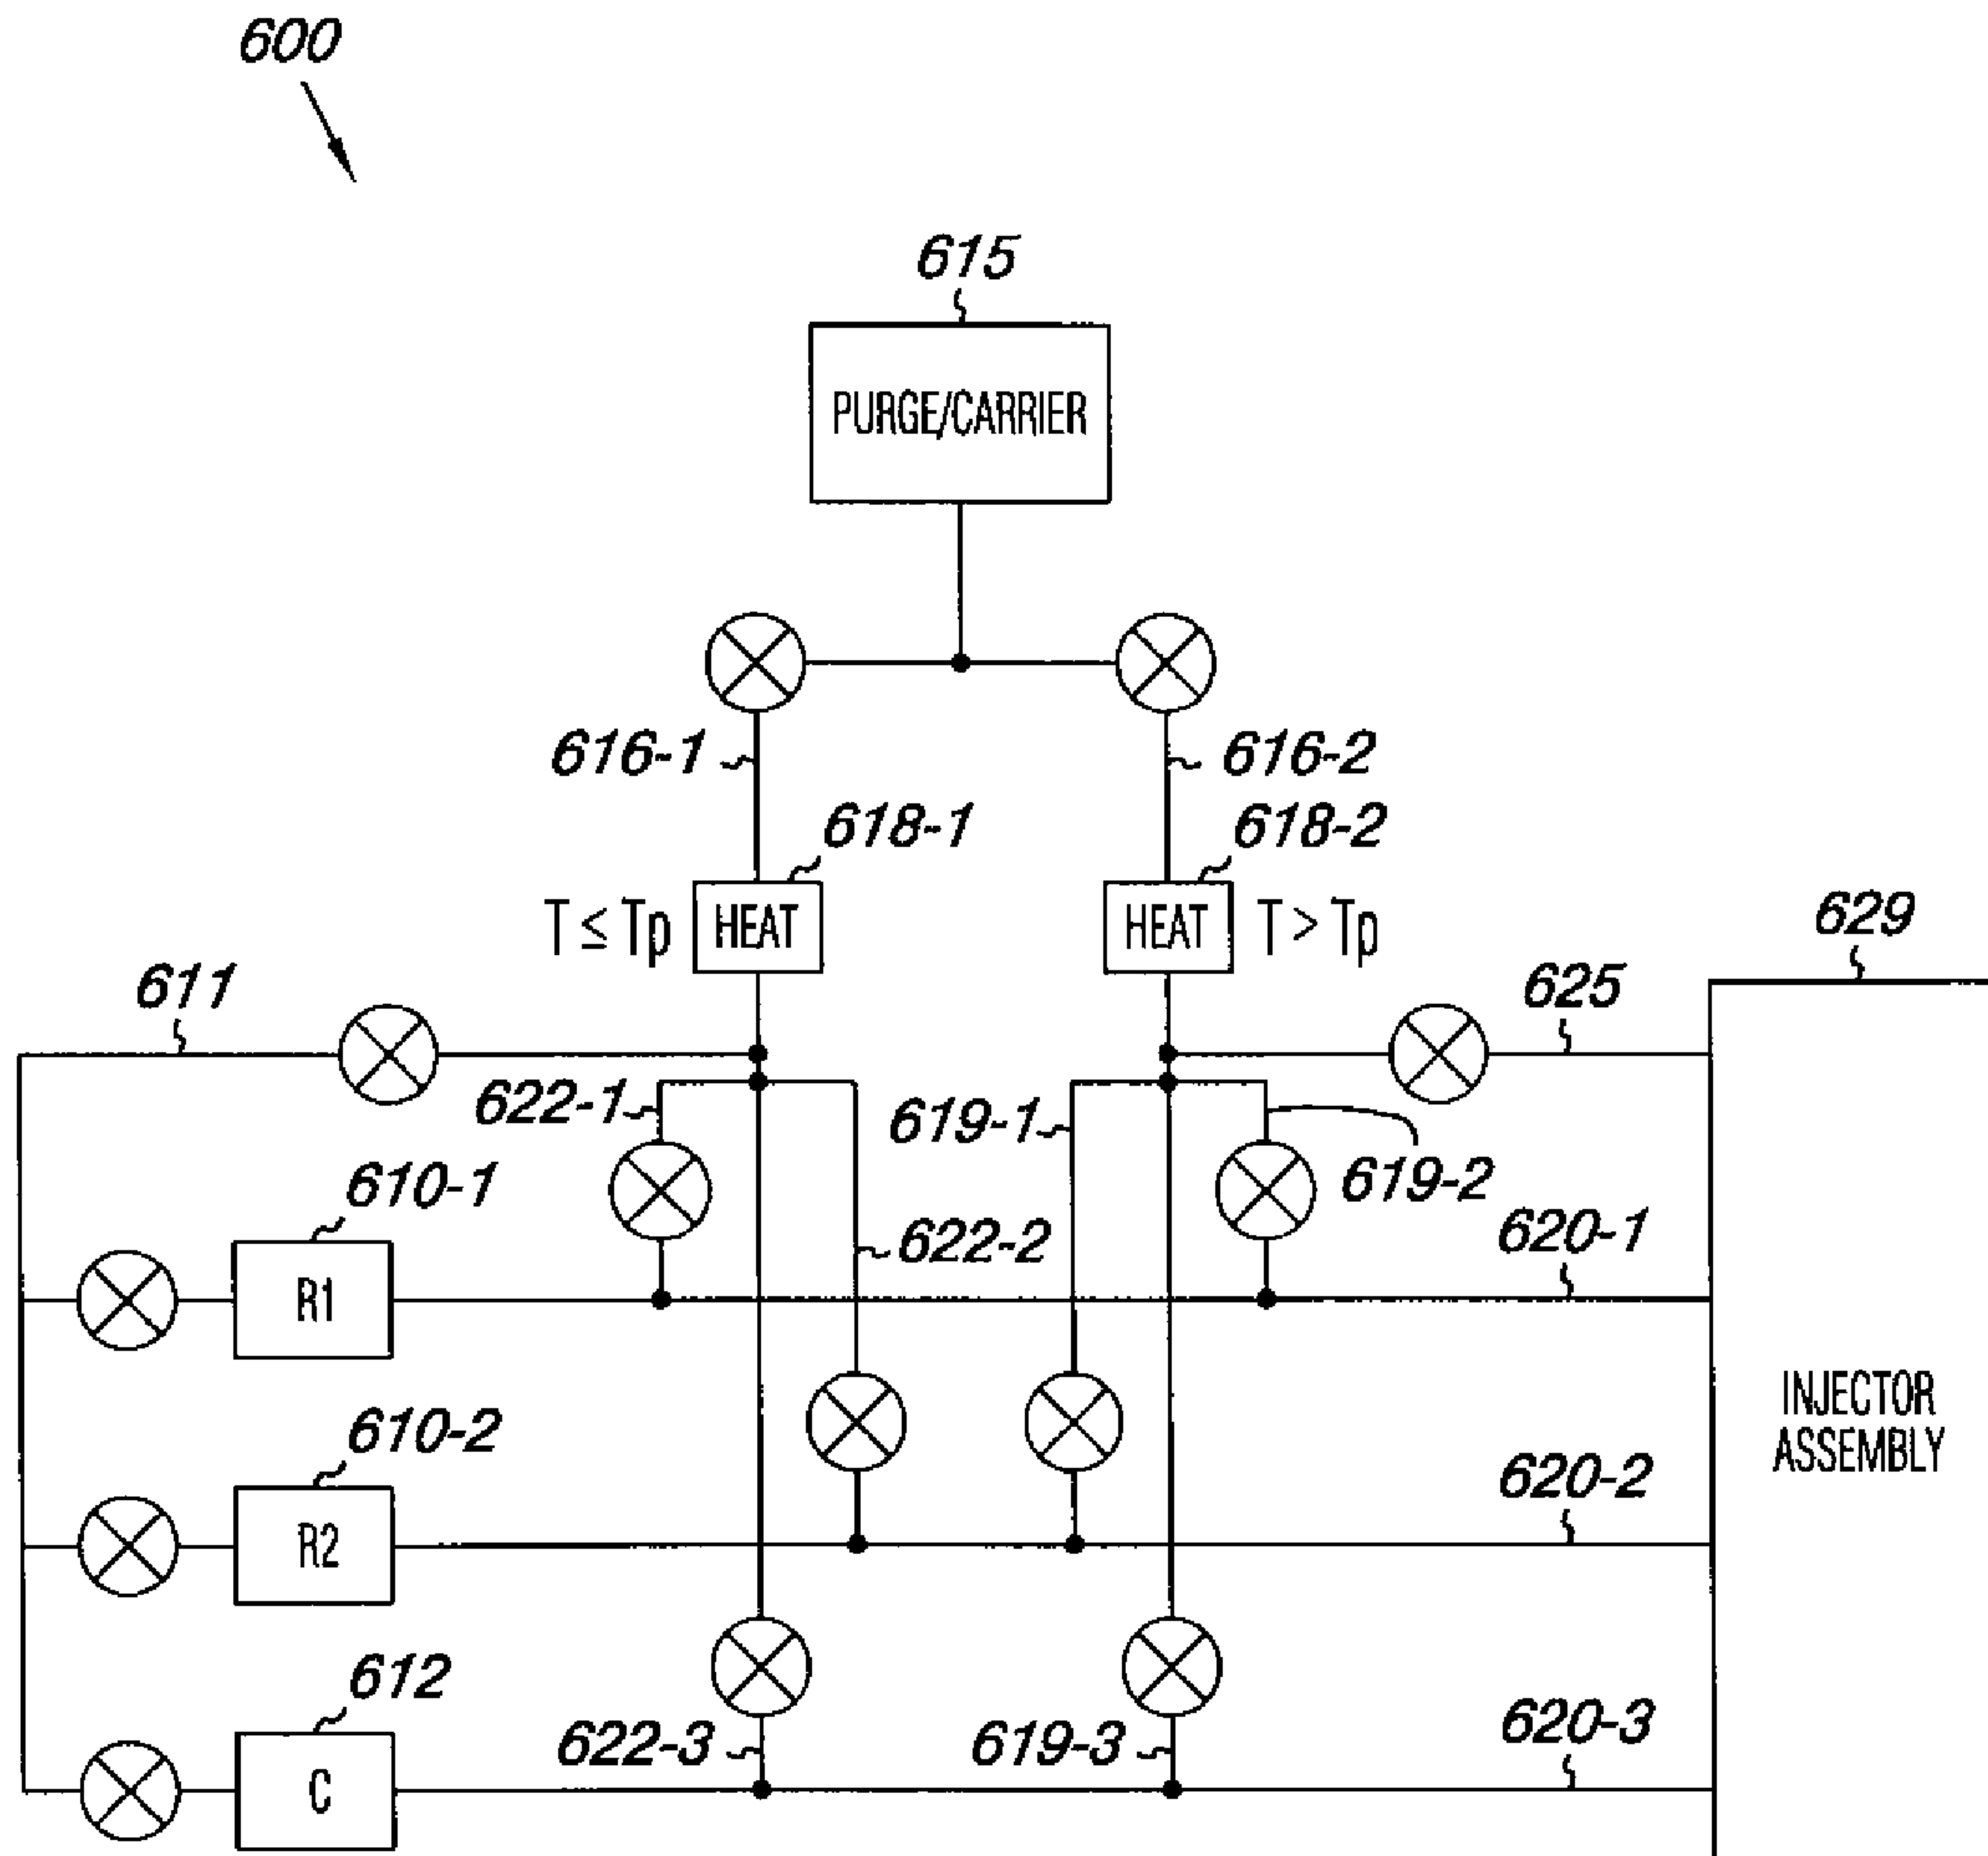 600
615
PURGE/CARRIER
616-1
616-2
618-1
618-2
T ≤ Tp
HEAT
HEAT
T > Tp
629
611
625
622-1
619-1
619-2
610-1
R1
622-2
620-1
INJECTOR
ASSEMBLY
610-2
R2
620-2
612
C
622-3
619-3
620-3